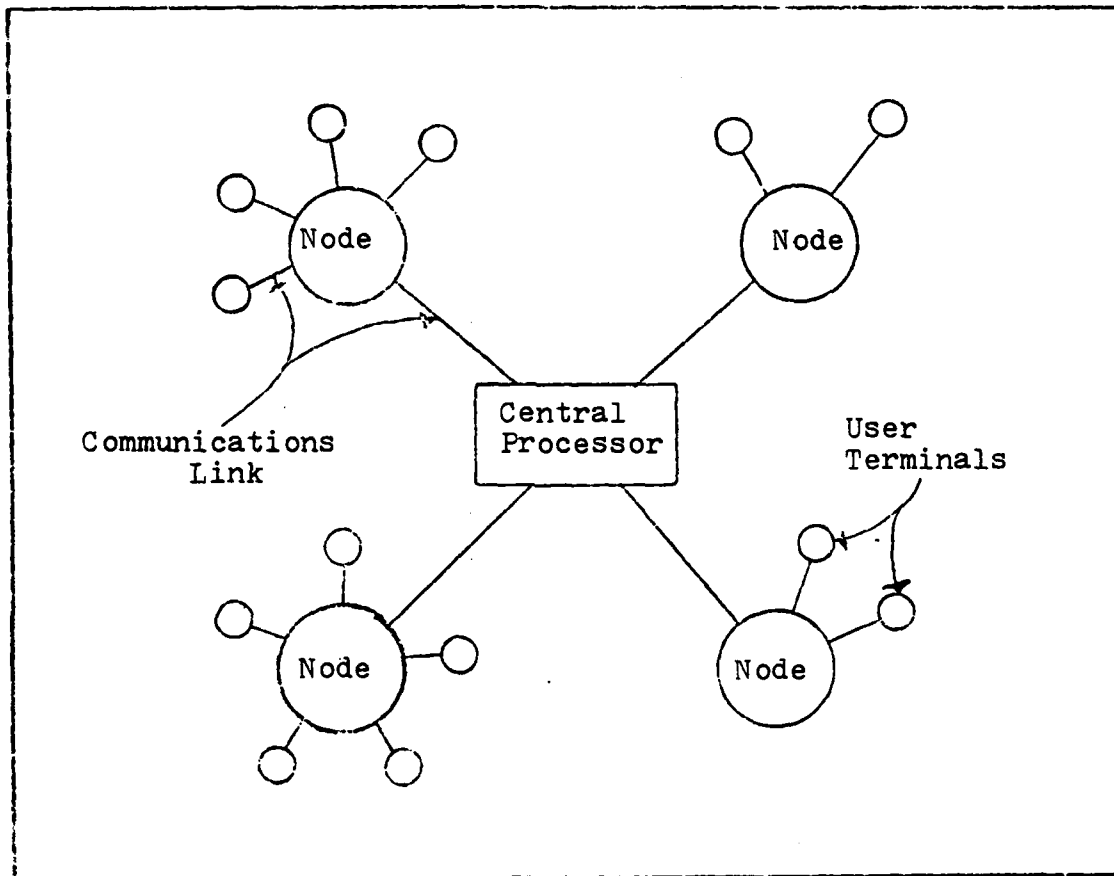 Node
Node
Central
Processor
Communications
Link
User
Terminals
Node
Node